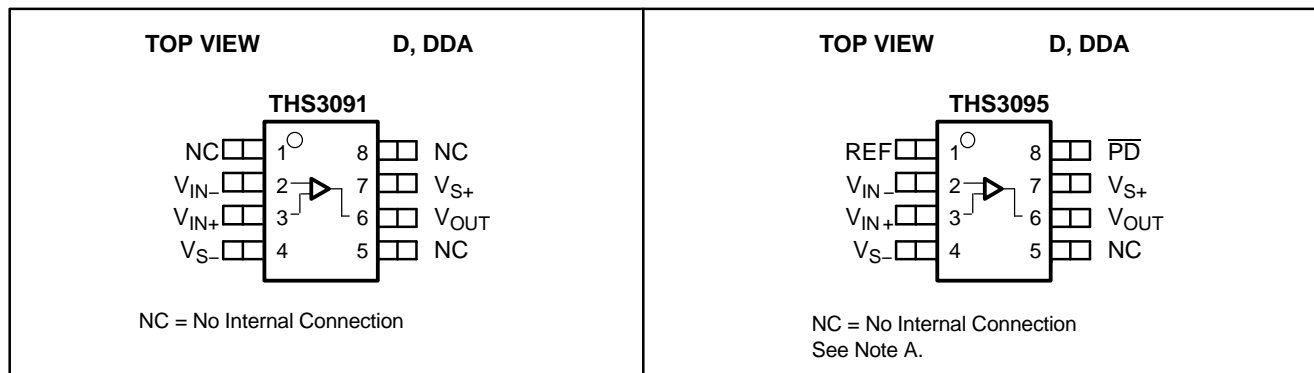 TOP VIEW D, DDA
THS3091
NC 1 8 NC
VIN− 2 7 VS+
VIN+ 3 6 VOUT
VS− 4 5 NC
NC = No Internal Connection
TOP VIEW D, DDA
THS3095
REF 1 8 P̅D̅
VIN− 2 7 VS+
VIN+ 3 6 VOUT
VS− 4 5 NC
NC = No Internal Connection
See Note A.